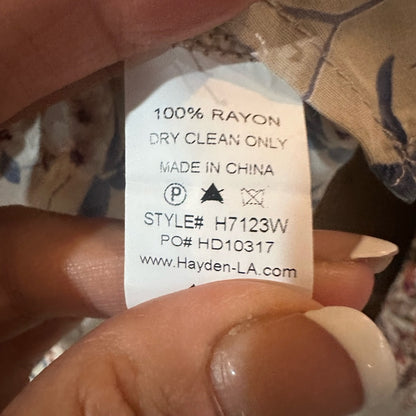 100% RAYON
DRY CLEAN ONLY
MADE IN CHINA
P
STYLE# H7123W
PO# HD10317
www.Hayden-LA.com